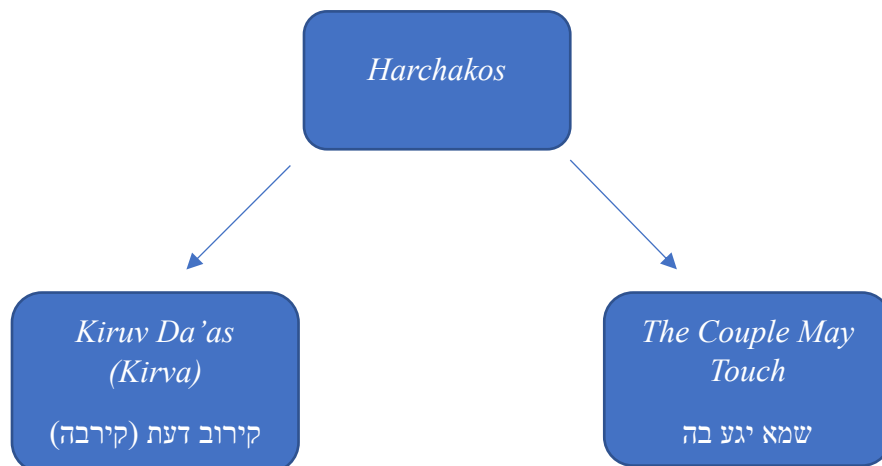 Harchakos
Kiruv Da’as
(Kirva)
קירוב דעת (קירבה)
The Couple May
Touch
שמא יגע בה